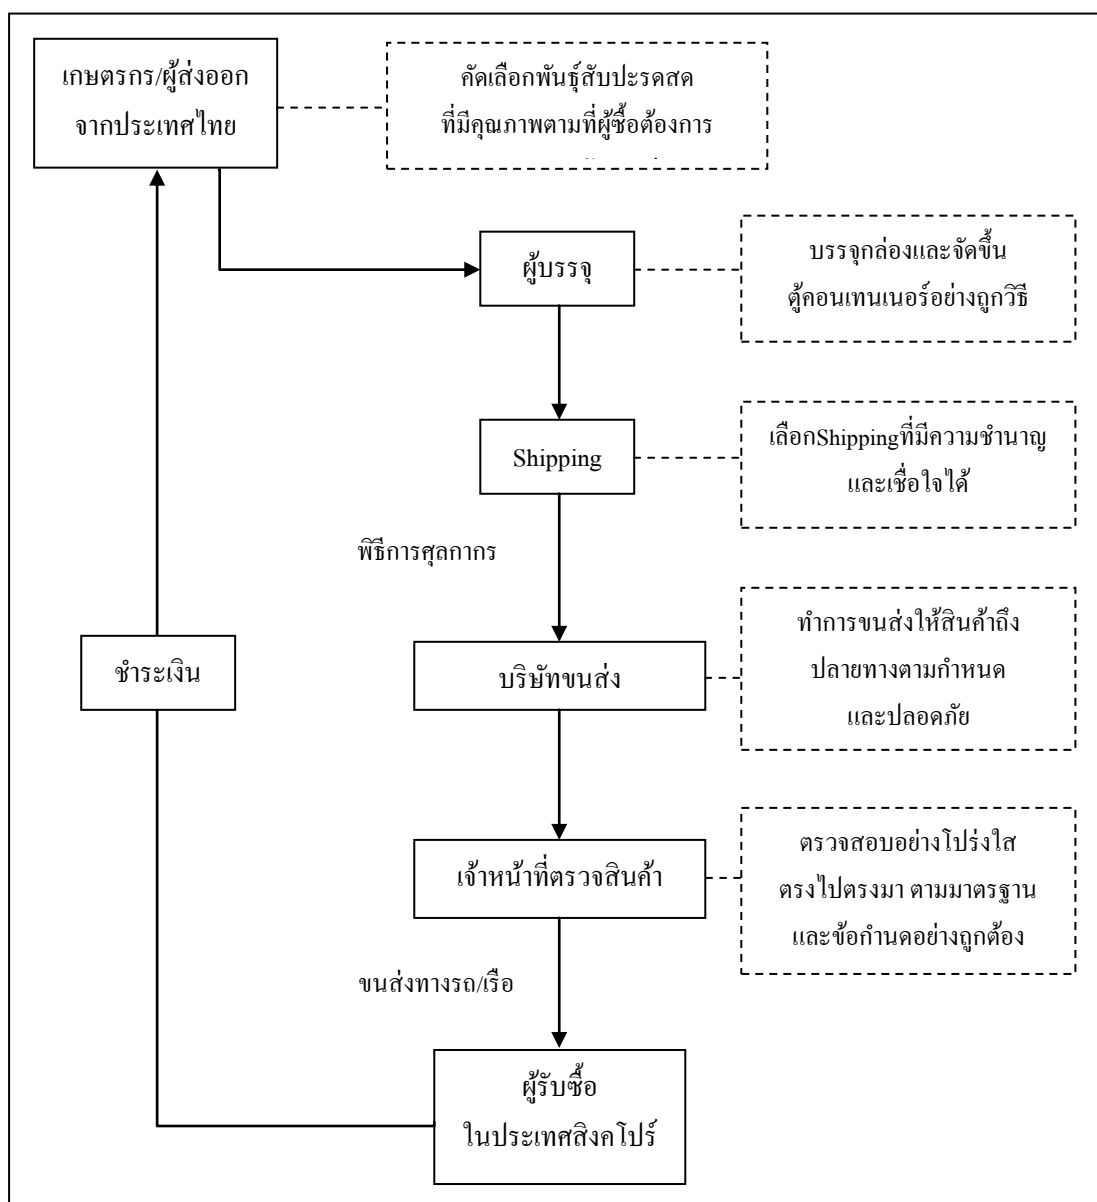 เกษตรกร/ผู้ส่งออก
จากประเทศไทย
คัดเลือกพันธุ์สับปะรดสด
ที่มีคุณภาพตามที่ผู้ซื้อต้องการ
ผู้บรรจุ
บรรจุกล่องและจัดขึ้น
ตู้คอนเทนเนอร์อย่างถูกวิธี
Shipping
เลือกShippingที่มีความชำนาญ
และเชื่อใจได้
พิธีการศุลกากร
ชำระเงิน
บริษัทขนส่ง
ทำการขนส่งให้สินค้าถึง
ปลายทางตามกำหนด
และปลอดภัย
เจ้าหน้าที่ตรวจสินค้า
ตรวจสอบอย่างโปร่งใส
ตรงไปตรงมา ตามมาตรฐาน
และข้อกำนดอย่างถูกต้อง
ขนส่งทางรถ/เรือ
ผู้รับซื้อ
ในประเทศสิงคโปร์